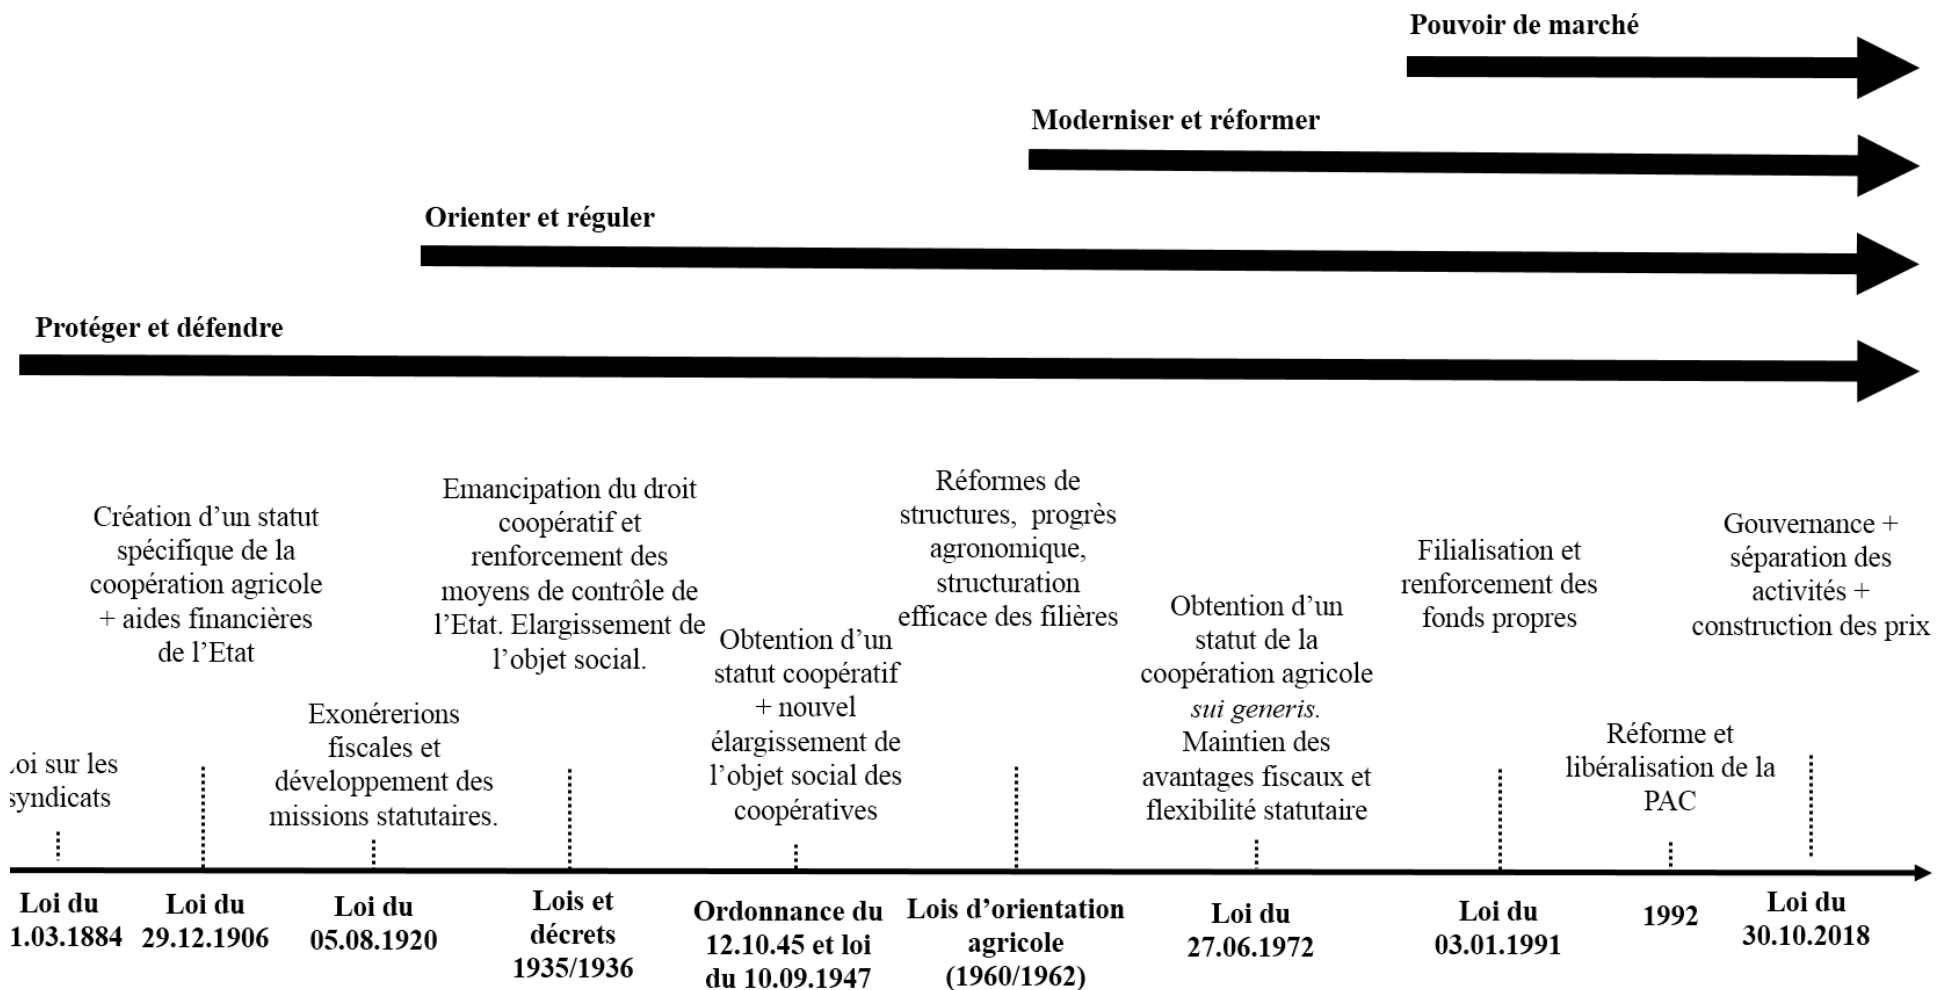 Pouvoir de marché
Moderniser et réformer
Orienter et réguler
Protéger et défendre
Création d’un statut
spécifique de la
coopération agricole
+ aides financières
de l’Etat
Emancipation du droit
coopératif et
renforcement des
moyens de contrôle de
l’Etat. Elargissement de
l’objet social.
Réformes de
structures, progrès
agronomique,
structuration
efficace des filières
Filialisation et
renforcement des
fonds propres
Gouvernance +
séparation des
activités +
construction des prix
oi sur les
syndicats
Exonérerions
fiscales et
développement des
missions statutaires.
Obtention d’un
statut coopératif
+ nouvel
élargissement de
l’objet social des
coopératives
Obtention d’un
statut de la
coopération agricole
sui generis.
Maintien des
avantages fiscaux et
flexibilité statutaire
Réforme et
libéralisation de la
PAC
Loi du
1.03.1884
Loi du
29.12.1906
Loi du
05.08.1920
Lois et
décrets
1935/1936
Ordonnance du
12.10.45 et loi
du 10.09.1947
Lois d’orientation
agricole
(1960/1962)
Loi du
27.06.1972
Loi du
03.01.1991
1992
Loi du
30.10.2018